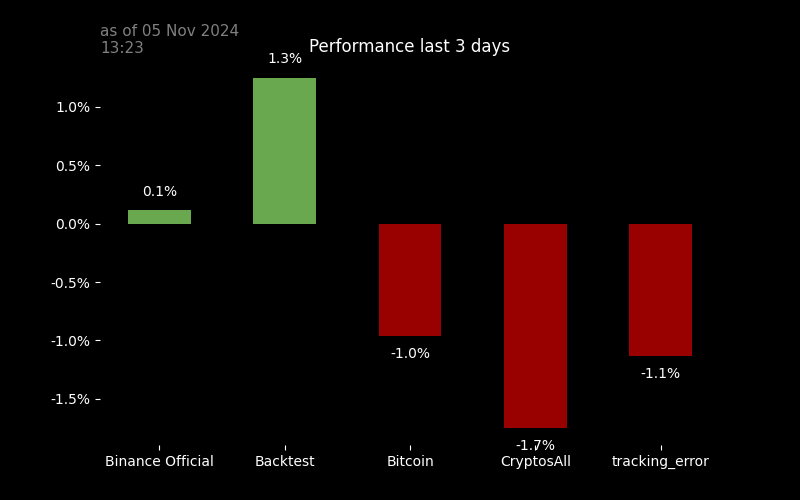 as of 05 Nov 2024
13:23
Performance last 3 days
1.3%
1.0%
0.5%
0.1%
0.0%
-0.5%
-1.0%
-1.0%
-1.1%
-1.5%
-1.7%
Binance Official
Backtest
Bitcoin
CryptosAll
tracking_error